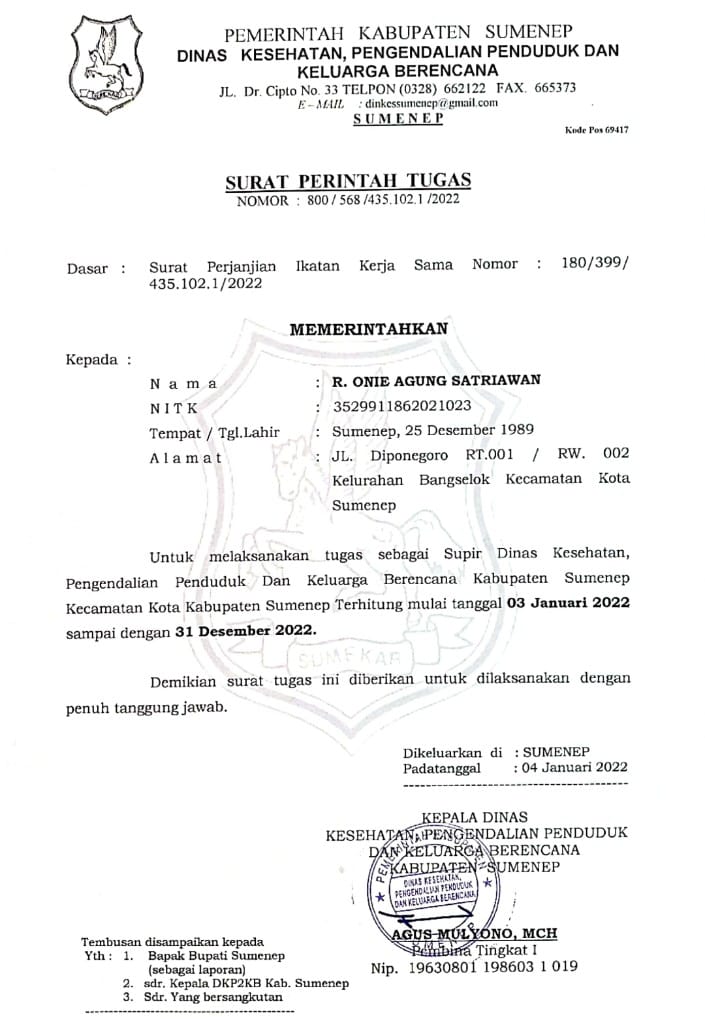 PEMERINTAH KABUPATEN SUMENEP
DINAS KESEHATAN, PENGENDALIAN PENDUDUK DAN
KELUARGA BERENCANA
JL. Dr. Cipto No. 33 TELPON (0328) 662122 FAX. 665373
E – MAIL : dinkessumenep@gmail.com
SUMENEP
Kode Pos 69417
SURAT PERINTAH TUGAS
NOMOR : 800 / 568 /435.102.1 /2022
Dasar : Surat Perjanjian Ikatan Kerja Sama Nomor : 180/399/
435.102.1/2022
MEMERINTAHKAN
Kepada :
N a m a : R. ONIE AGUNG SATRIAWAN
N I T K : 3529911862021023
Tempat / Tgl.Lahir : Sumenep, 25 Desember 1989
A l a m a t : JL. Diponegoro RT.001 / RW. 002
Kelurahan Bangselok Kecamatan Kota
Sumenep
Untuk melaksanakan tugas sebagai Supir Dinas Kesehatan,
Pengendalian Penduduk Dan Keluarga Berencana Kabupaten Sumenep
Kecamatan Kota Kabupaten Sumenep Terhitung mulai tanggal 03 Januari 2022
sampai dengan 31 Desember 2022.
SUMEKAR
Demikian surat tugas ini diberikan untuk dilaksanakan dengan
penuh tanggung jawab.
Dikeluarkan di : SUMENEP
Padatanggal : 04 Januari 2022
KEPALA DINAS
KESEHATAN, PENGENDALIAN PENDUDUK
DAN KELUARGA BERENCANA
KABUPATEN SUMENEP
DINAS KESEHATAN,
PENGENDALIAN PENDUDUK
DAN KELUARGA BERENCANA
AGUS MULYONO, MCH
Pembina Tingkat I
Nip. 19630801 198603 1 019
Tembusan disampaikan kepada
Yth : 1. Bapak Bupati Sumenep
(sebagai laporan)
2. sdr. Kepala DKP2KB Kab. Sumenep
3. Sdr. Yang bersangkutan